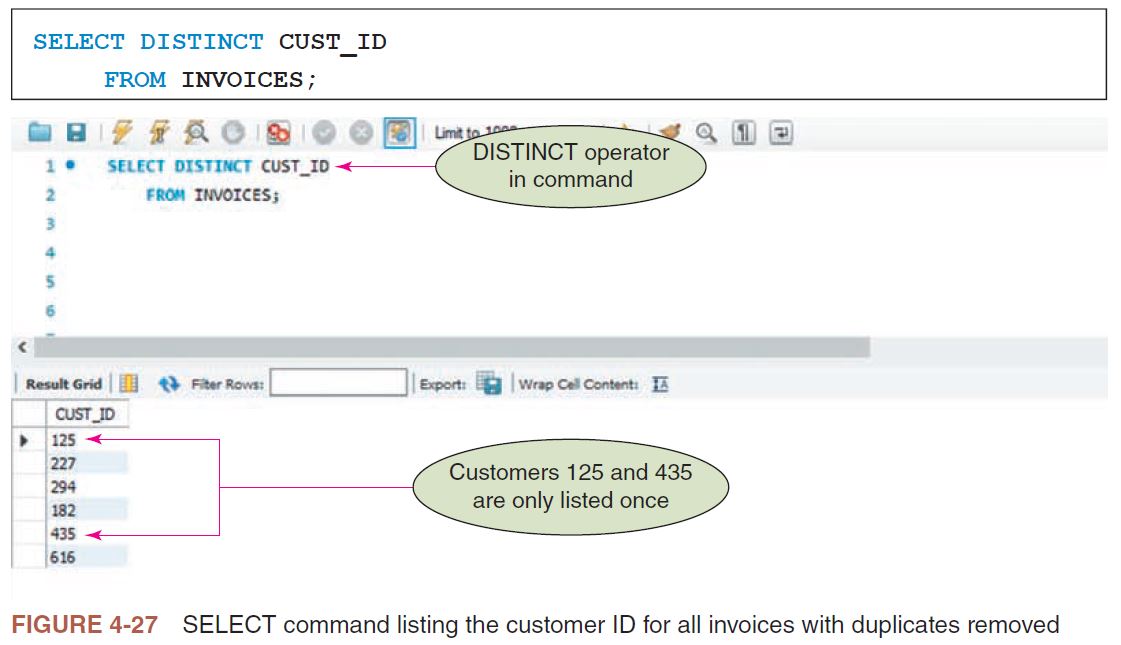 SELECT DISTINCT CUST_ID
FROM INVOICES;
Limit to
DISTINCT operator
in command
1 SELECT DISTINCT CUST_ID
2 FROM INVOICES;
3
4
5
6
Result Grid Filter Rows: Export: Wrap Cell Content: IA
CUST_ID
125
227
294
182
435
616
Customers 125 and 435
are only listed once
FIGURE 4-27 SELECT command listing the customer ID for all invoices with duplicates removed